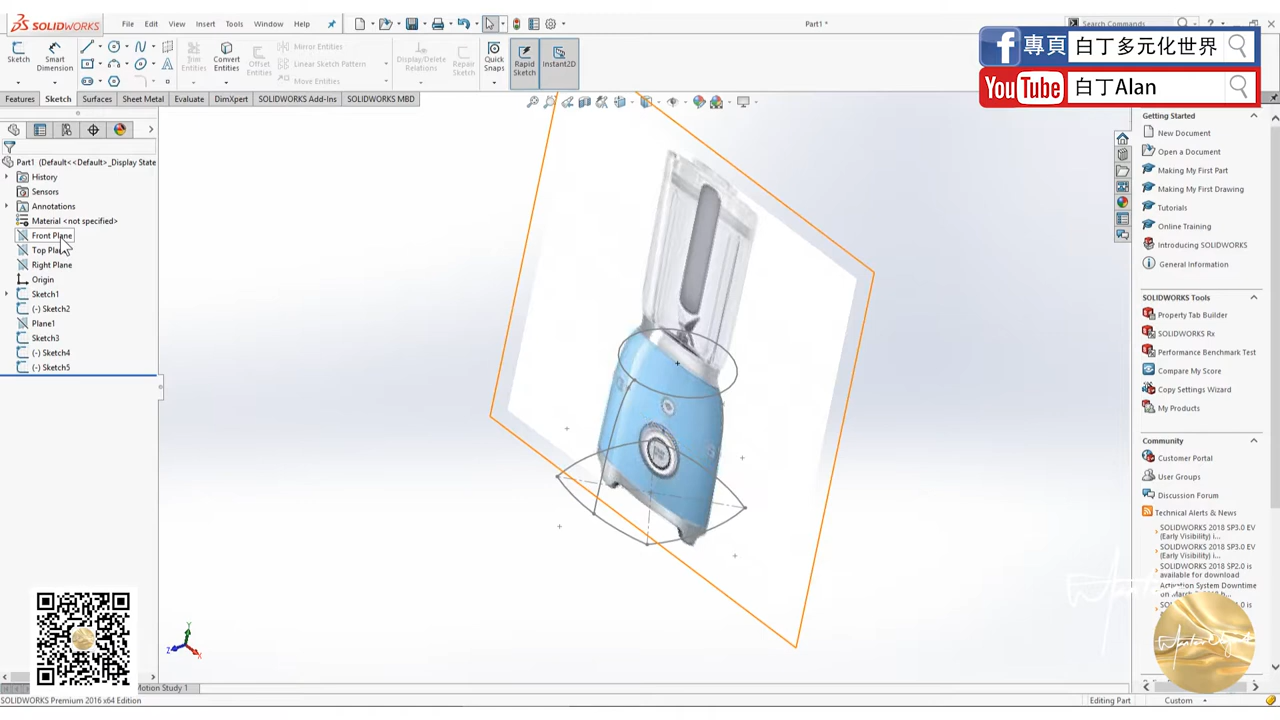 SOLIDWORKS
File Edit View Insert Tools Window Help
Part1 *
Search Commands
專頁 白丁多元化世界
YouTube 白丁Alan
Sketch
Smart Dimension
Trim Entities
Convert Entities
Offset Entities
Mirror Entities
Linear Sketch Pattern
Move Entities
Display/Delete Relations
Repair Sketch
Quick Snaps
Rapid Sketch
Instant2D
Features Sketch Surfaces Sheet Metal Evaluate DimXpert SOLIDWORKS Add-Ins SOLIDWORKS MBD
Part1 (Default<<Default>_Display State
History
Sensors
Annotations
Material <not specified>
Front Plane
Top Plane
Right Plane
Origin
Sketch1
(-) Sketch2
Plane1
Sketch3
(-) Sketch4
(-) Sketch5
Getting Started
New Document
Open a Document
Making My First Part
Making My First Drawing
Tutorials
Online Training
Introducing SOLIDWORKS
General Information
SOLIDWORKS Tools
Property Tab Builder
SOLIDWORKS Rx
Performance Benchmark Test
Compare My Score
Copy Settings Wizard
My Products
Community
Customer Portal
User Groups
Discussion Forum
Technical Alerts & News
SOLIDWORKS 2018 SP3.0 EV
(Early Visibility) i...
SOLIDWORKS 2018 SP3.0 EV
(Early Visibility) i...
SOLIDWORKS 2018 SP2.0 is
available for download
Activation System Downtime
Y
Z
X
Motion Study 1
SOLIDWORKS Premium 2016 x64 Edition
Editing Part
Custom